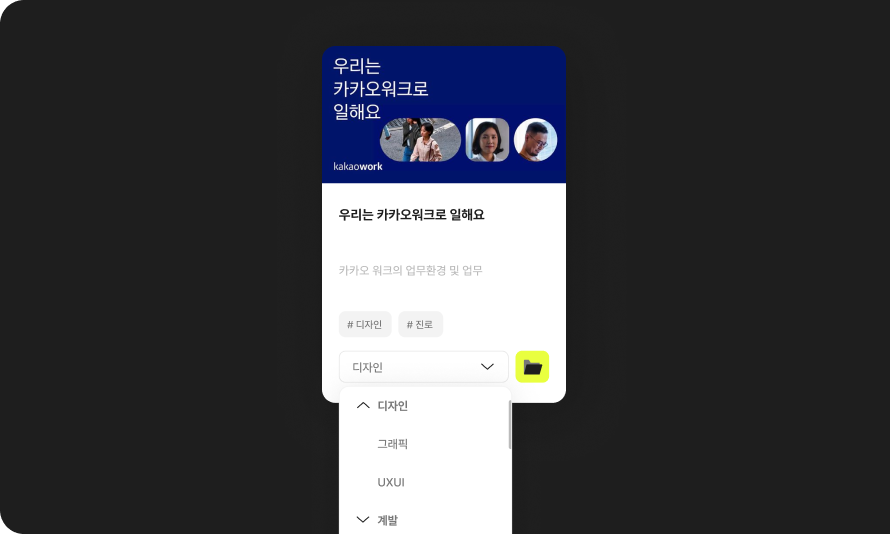 우리는
카카오워크로
일해요
kakaowork
우리는 카카오워크로 일해요
카카오 워크의 업무환경 및 업무
# 디자인
# 진로
디자인
디자인
그래픽
UXUI
계발